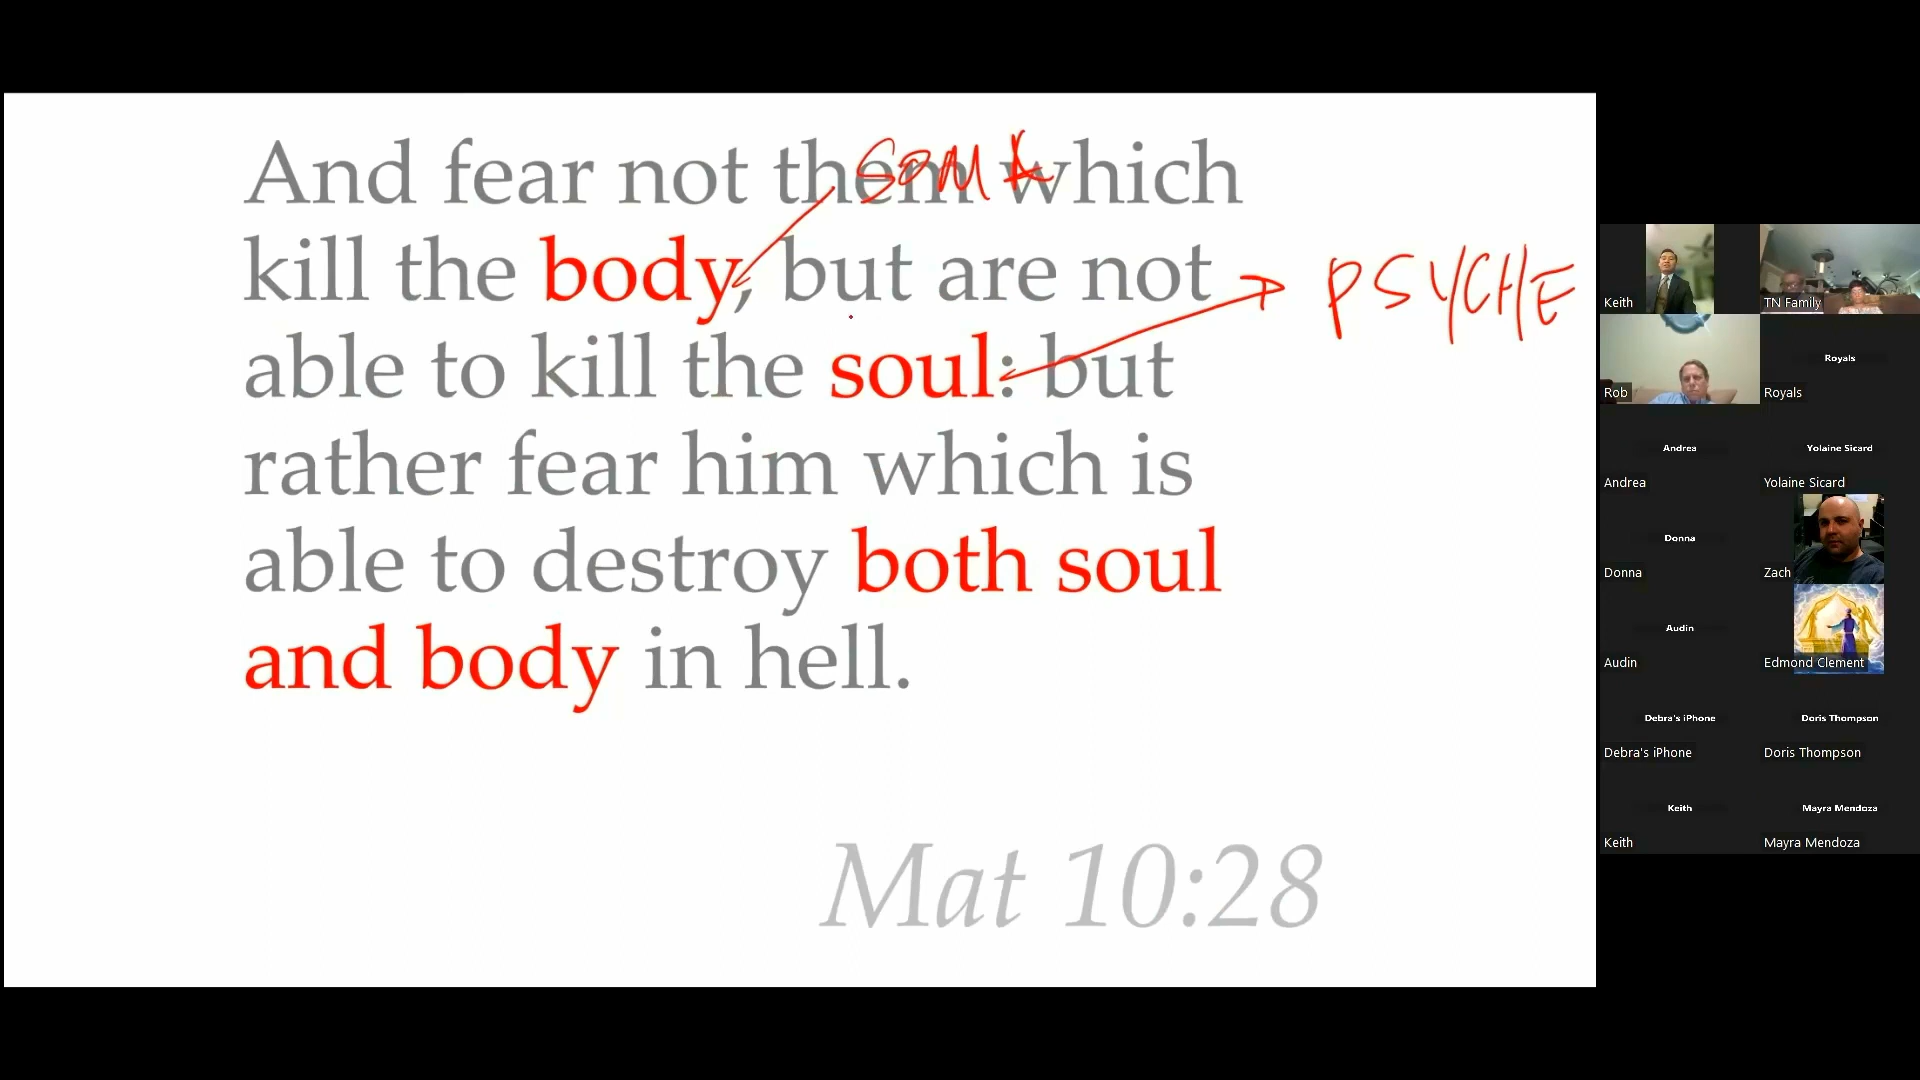 And fear not them which
SOMA
kill the body, but are not
PSYCHE
able to kill the soul: but
rather fear him which is
able to destroy both soul
and body in hell.
Mat 10:28
Keith
TN Family
Rob
Royals
Royals
Andrea
Andrea
Yolaine Sicard
Yolaine Sicard
Donna
Donna
Zach
Audin
Audin
Edmond Clement
Debra's iPhone
Debra's iPhone
Doris Thompson
Doris Thompson
Keith
Keith
Mayra Mendoza
Mayra Mendoza